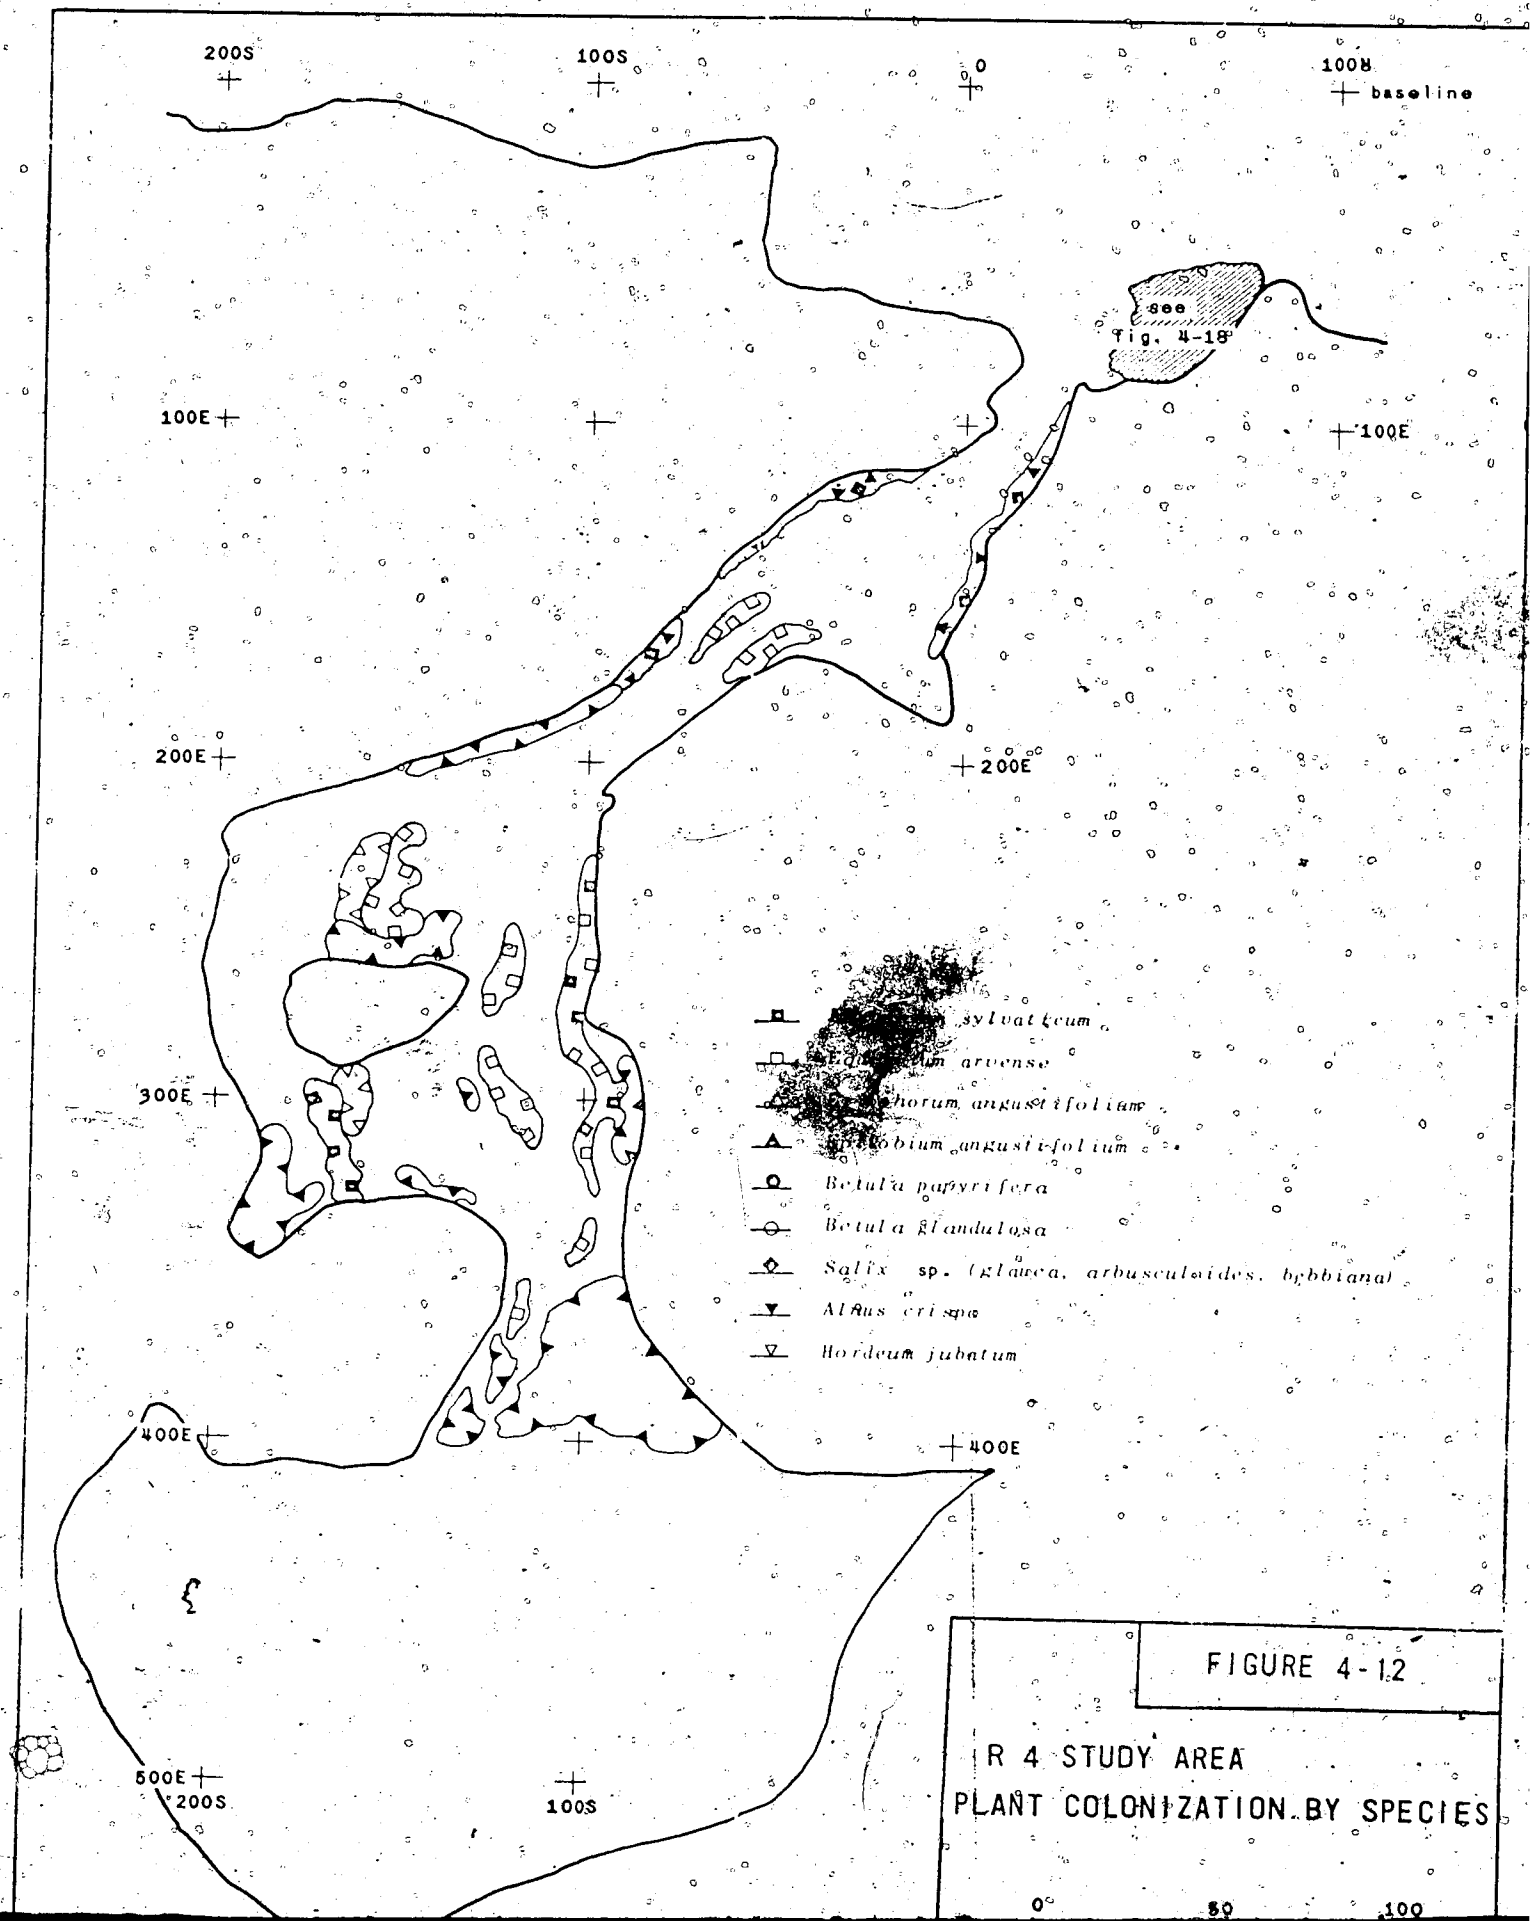 200S 100S 0 100N
baseline
see
fig. 4-18
100E 100E
200E 200E
sylvaticum
arvense
angustifolium
angustifolium
Betula papyrifera
Betula glandulosa
Salix sp. (glauca, arbusculoides, bebbiana)
Alnus crispa
Hordeum jubatum
300E
400E 400E
500E
200S 100S
FIGURE 4-12
R 4 STUDY AREA
PLANT COLONIZATION BY SPECIES
0 50 100